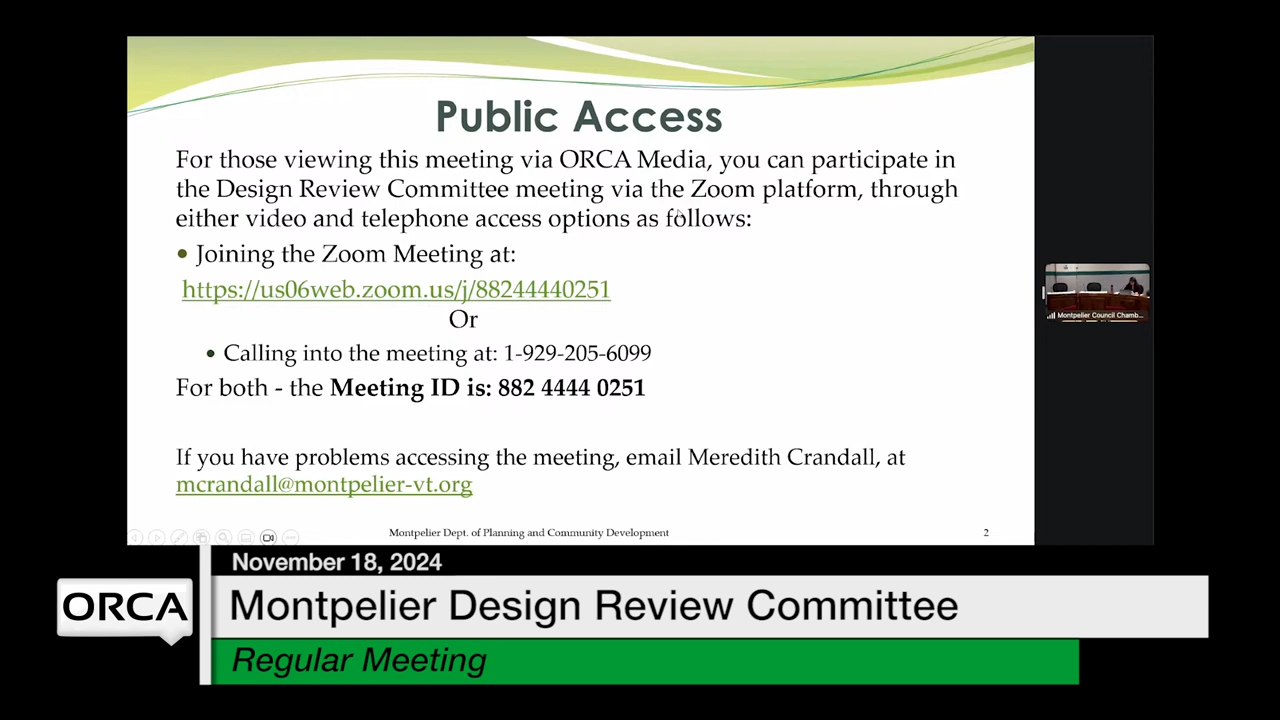 Public Access
For those viewing this meeting via ORCA Media, you can participate in
the Design Review Committee meeting via the Zoom platform, through
either video and telephone access options as follows:
• Joining the Zoom Meeting at:
https://us06web.zoom.us/j/88244440251
Or
• Calling into the meeting at: 1-929-205-6099
For both - the Meeting ID is: 882 4444 0251
If you have problems accessing the meeting, email Meredith Crandall, at
mcrandall@montpelier-vt.org
Montpelier Dept. of Planning and Community Development
2
Montpelier Council Chamb...
November 18, 2024
ORCA
Montpelier Design Review Committee
Regular Meeting